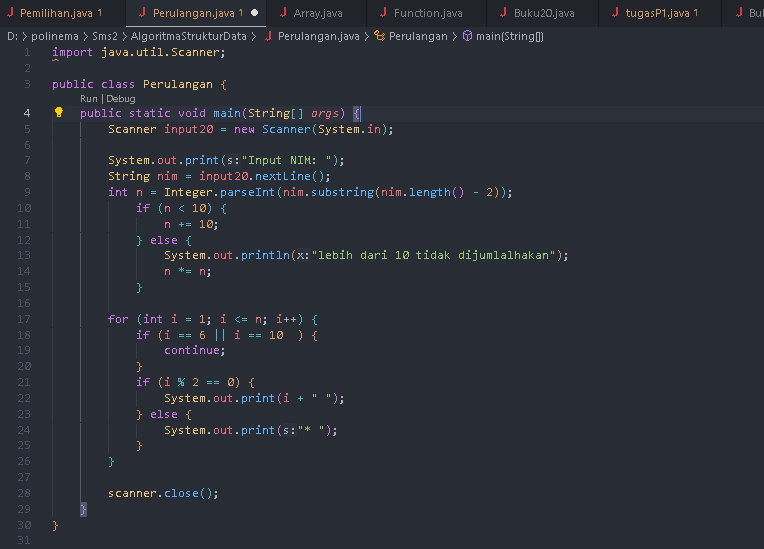 J Pemilihan.java 1 J Perulangan.java 1 ● J Array.java J Function.java J Buku20.java J tugasP1.java 1 J Bul
D: > polinema > Sms2 > AlgoritmaStrukturData > J Perulangan.java > Perulangan > main(String[])
1 import java.util.Scanner;
2
3 public class Perulangan {
Run | Debug
4 public static void main(String[] args) {
5 Scanner input20 = new Scanner(System.in);
6
7 System.out.print(s:"Input NIM: ");
8 String nim = input20.nextLine();
9 int n = Integer.parseInt(nim.substring(nim.length() - 2));
10 if (n < 10) {
11 n += 10;
12 } else {
13 System.out.println(x:"lebih dari 10 tidak dijumlalhakan");
14 n *= n;
15 }
16
17 for (int i = 1; i <= n; i++) {
18 if (i == 6 || i == 10  ) {
19 continue;
20 }
21 if (i % 2 == 0) {
22 System.out.print(i + " ");
23 } else {
24 System.out.print(s:"* ");
25 }
26 }
27
28 scanner.close();
29 }
30 }
31